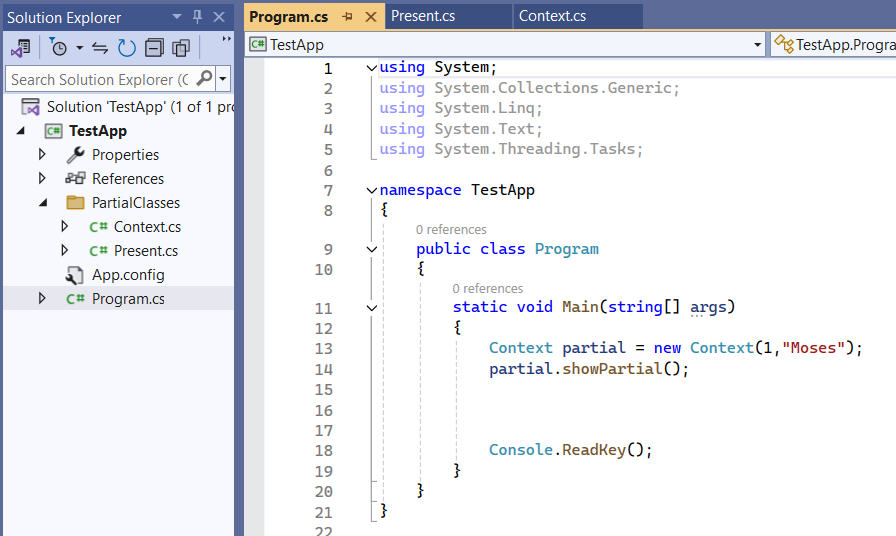 Solution Explorer
Search Solution Explorer (C
Solution 'TestApp' (1 of 1 pro
C# TestApp
Properties
References
PartialClasses
C# Context.cs
C# Present.cs
App.config
C# Program.cs
Program.cs Present.cs Context.cs
C# TestApp TestApp.Progra
1 using System;
2 using System.Collections.Generic;
3 using System.Linq;
4 using System.Text;
5 using System.Threading.Tasks;
6
7 namespace TestApp
8 {
0 references
9 public class Program
10 {
0 references
11 static void Main(string[] args)
12 {
13 Context partial = new Context(1,"Moses");
14 partial.showPartial();
15
16
17
18 Console.ReadKey();
19 }
20 }
21 }
22